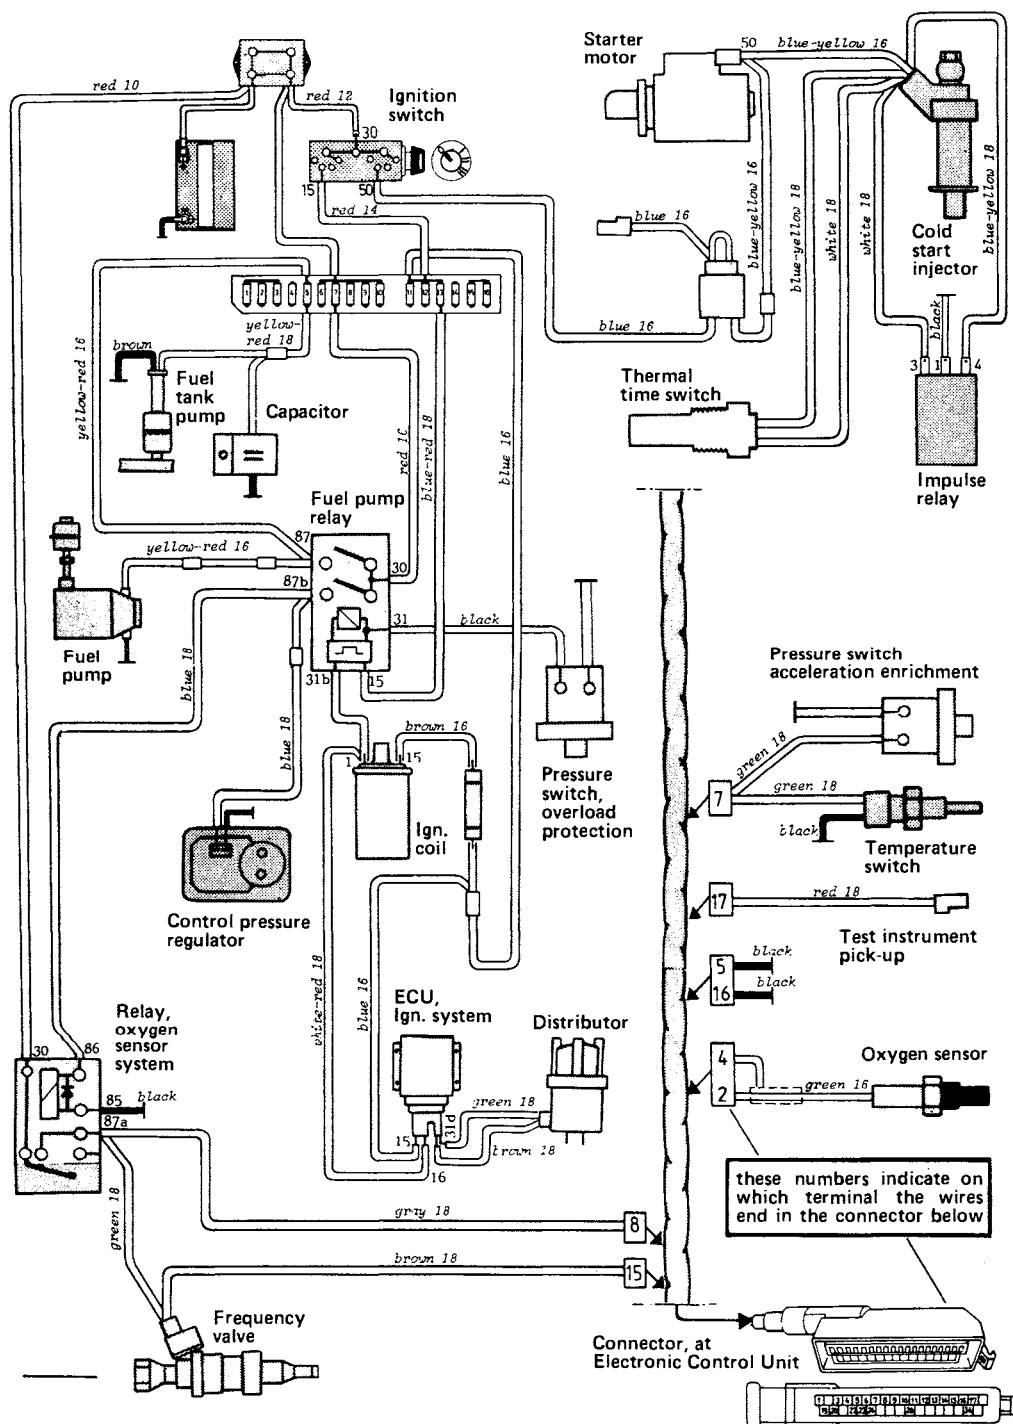 red 10
red 12
Ignition
switch
30
15
50
red 14
Starter
motor
50
blue-yellow 16
blue 16
blue-yellow 16
blue-yellow 18
white 18
white 18
blue-yellow 18
Cold
start
injector
black
3
1
4
Impulse
relay
blue 16
Thermal
time switch
yellow-
red 18
brown
Fuel
tank
pump
Capacitor
yellow-red 16
red 10
blue-red 18
blue 16
Fuel pump
relay
87
30
87b
31
31b
15
yellow-red 16
Fuel
pump
black
blue 18
blue 18
brown 16
1
15
Ign.
coil
Pressure
switch,
overload
protection
Control pressure
regulator
Pressure switch
acceleration enrichment
green 18
green 18
7
black
Temperature
switch
17
red 18
Test instrument
pick-up
5
black
16
black
4
2
green 16
Oxygen sensor
white-red 18
blue 16
ECU,
Ign. system
Distributor
green 18
31d
15
16
brown 18
Relay,
oxygen
sensor
system
30
86
85
black
87a
green 18
gray 18
8
brown 18
15
Frequency
valve
these numbers indicate on
which terminal the wires
end in the connector below
Connector, at
Electronic Control Unit